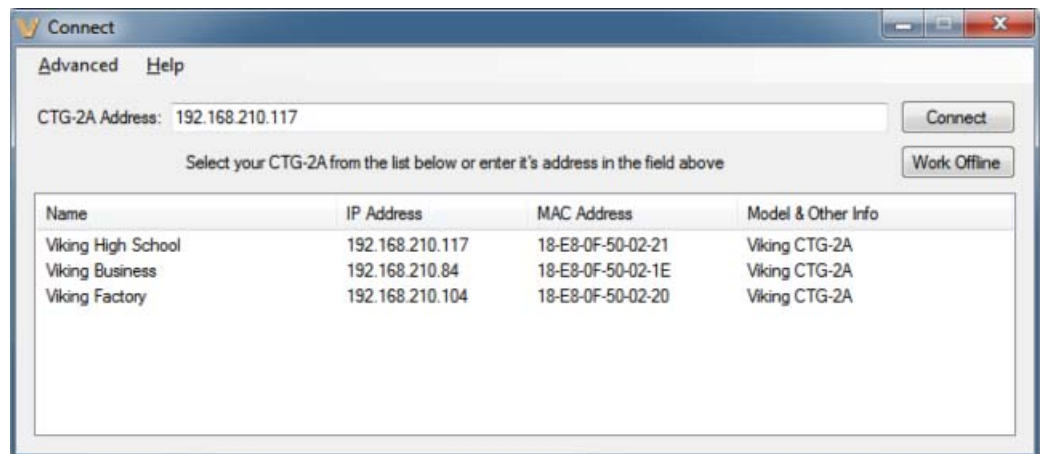 Connect
Advanced Help
CTG-2A Address: 192.168.210.117 Connect
Select your CTG-2A from the list below or enter it's address in the field above Work Offline
Name IP Address MAC Address Model & Other Info
Viking High School 192.168.210.117 18-E8-0F-50-02-21 Viking CTG-2A
Viking Business 192.168.210.84 18-E8-0F-50-02-1E Viking CTG-2A
Viking Factory 192.168.210.104 18-E8-0F-50-02-20 Viking CTG-2A